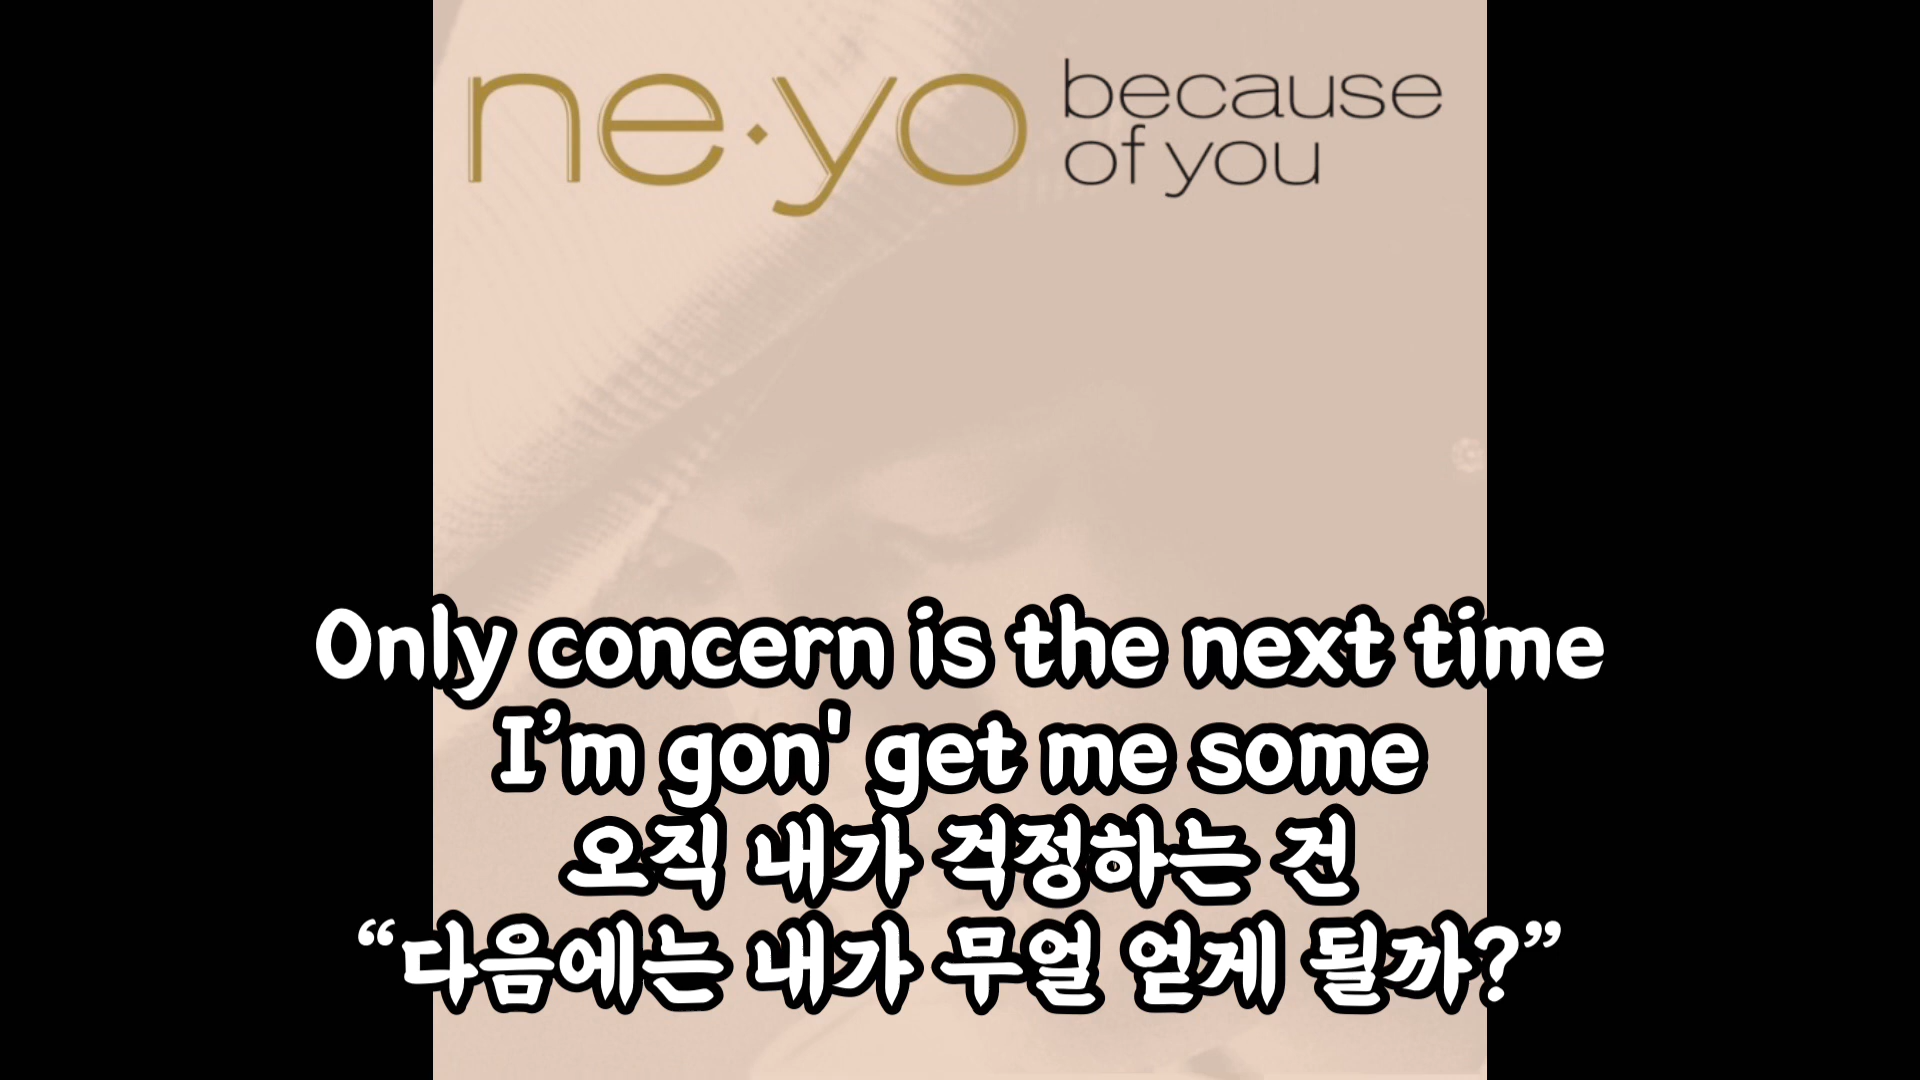 ne·yo
because
of you
Only concern is the next time
I’m gon' get me some
오직 내가 걱정하는 건
“다음에는 내가 무얼 얻게 될까?”